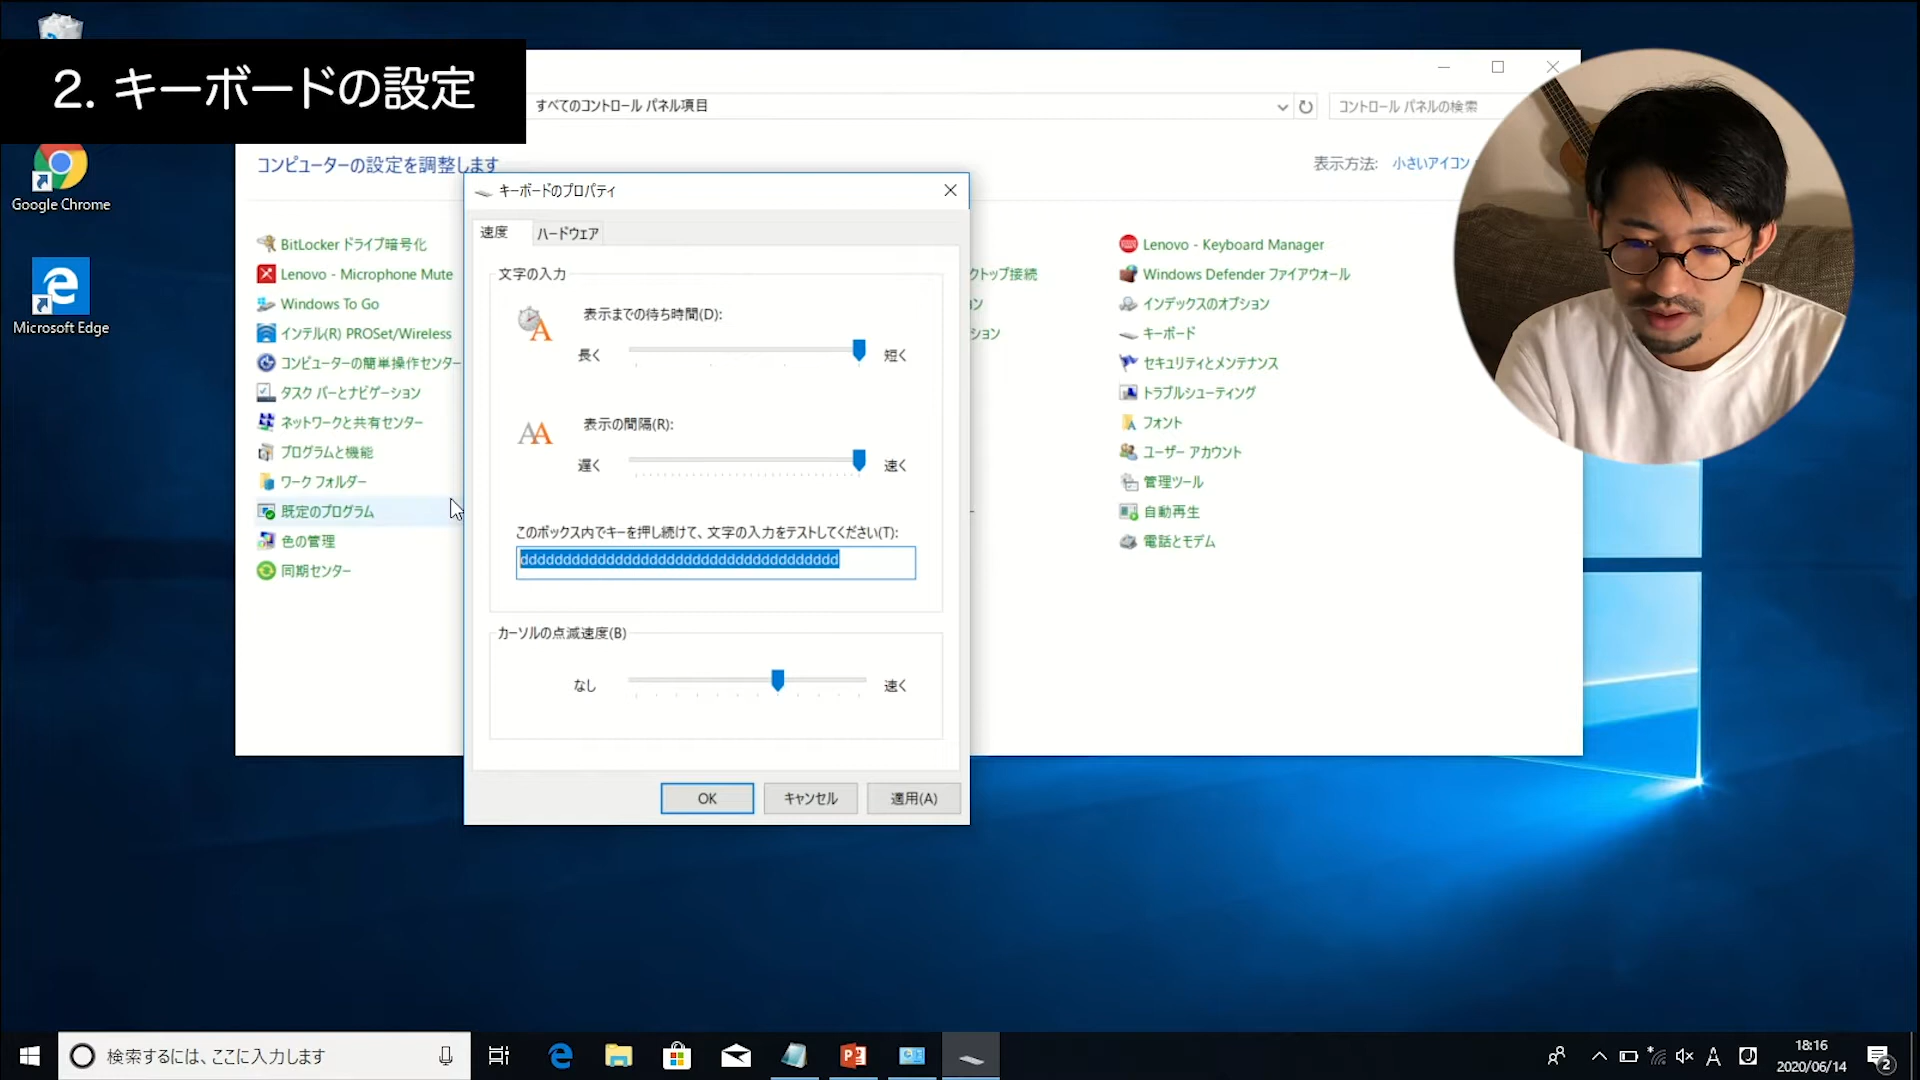 2. キーボードの設定
すべてのコントロール パネル項目
コントロール パネルの検索
コンピューターの設定を調整します
表示方法:
小さいアイコン
Google Chrome
Microsoft Edge
BitLocker ドライブ暗号化
Lenovo - Microphone Mute
Windows To Go
インテル(R) PROSet/Wireless
コンピューターの簡単操作センター
タスク バーとナビゲーション
ネットワークと共有センター
プログラムと機能
ワーク フォルダー
既定のプログラム
色の管理
同期センター
キーボードのプロパティ
速度
ハードウェア
文字の入力
表示までの待ち時間(D):
長く
短く
表示の間隔(R):
遅く
速く
このボックス内でキーを押し続けて、文字の入力をテストしてください(T):
ddddddddddddddddddddddddddddddddddddd
カーソルの点滅速度(B)
なし
速く
OK
キャンセル
適用(A)
クトップ接続
ション
Lenovo - Keyboard Manager
Windows Defender ファイアウォール
インデックスのオプション
キーボード
セキュリティとメンテナンス
トラブルシューティング
フォント
ユーザー アカウント
管理ツール
自動再生
電話とモデム
検索するには、ここに入力します
A
J
18:16
2020/06/14
2